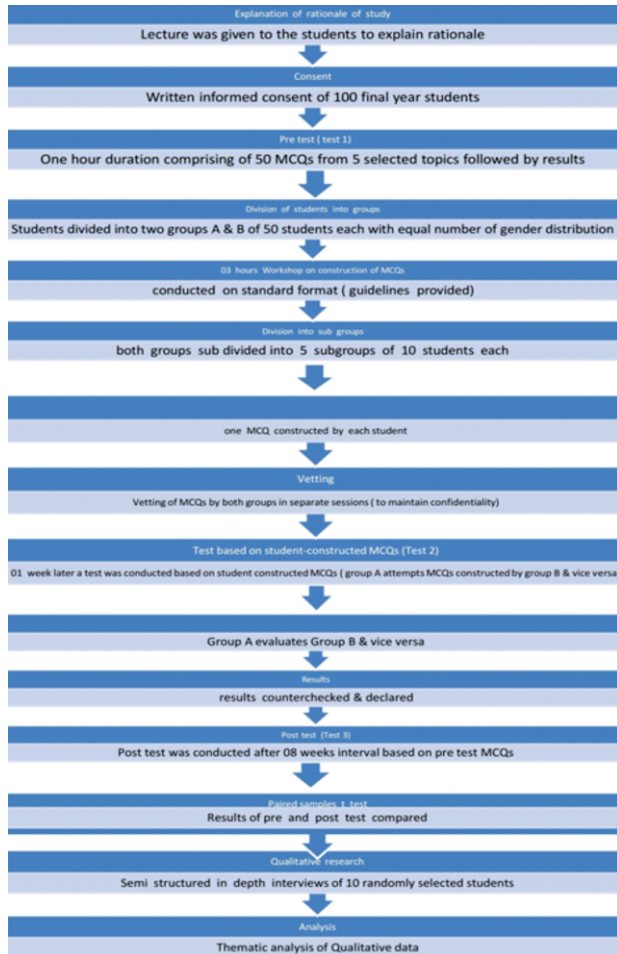 Explanation of rationale of study
Lecture was given to the students to explain rationale
Consent
Written informed consent of 100 final year students
Pre test ( test 1)
One hour duration comprising of 50 MCQs from 5 selected topics followed by results
Division of students into groups
Students divided into two groups A & B of 50 students each with equal number of gender distribution
03 hours Workshop on construction of MCQs
conducted on standard format ( guidelines provided)
Division into sub groups
both groups sub divided into 5 subgroups of 10 students each
one MCQ constructed by each student
Vetting
Vetting of MCQs by both groups in separate sessions ( to maintain confidentiality)
Test based on student-constructed MCQs (Test 2)
01 week later a test was conducted based on student constructed MCQs ( group A attempts MCQs constructed by group B & vice versa
Group A evaluates Group B & vice versa
Results
results counterchecked & declared
Post test (Test 3)
Post test was conducted after 08 weeks interval based on pre test MCQs
Paired samples t test
Results of pre and post test compared
Qualitative research
Semi structured in depth interviews of 10 randomly selected students
Analysis
Thematic analysis of Qualitative data